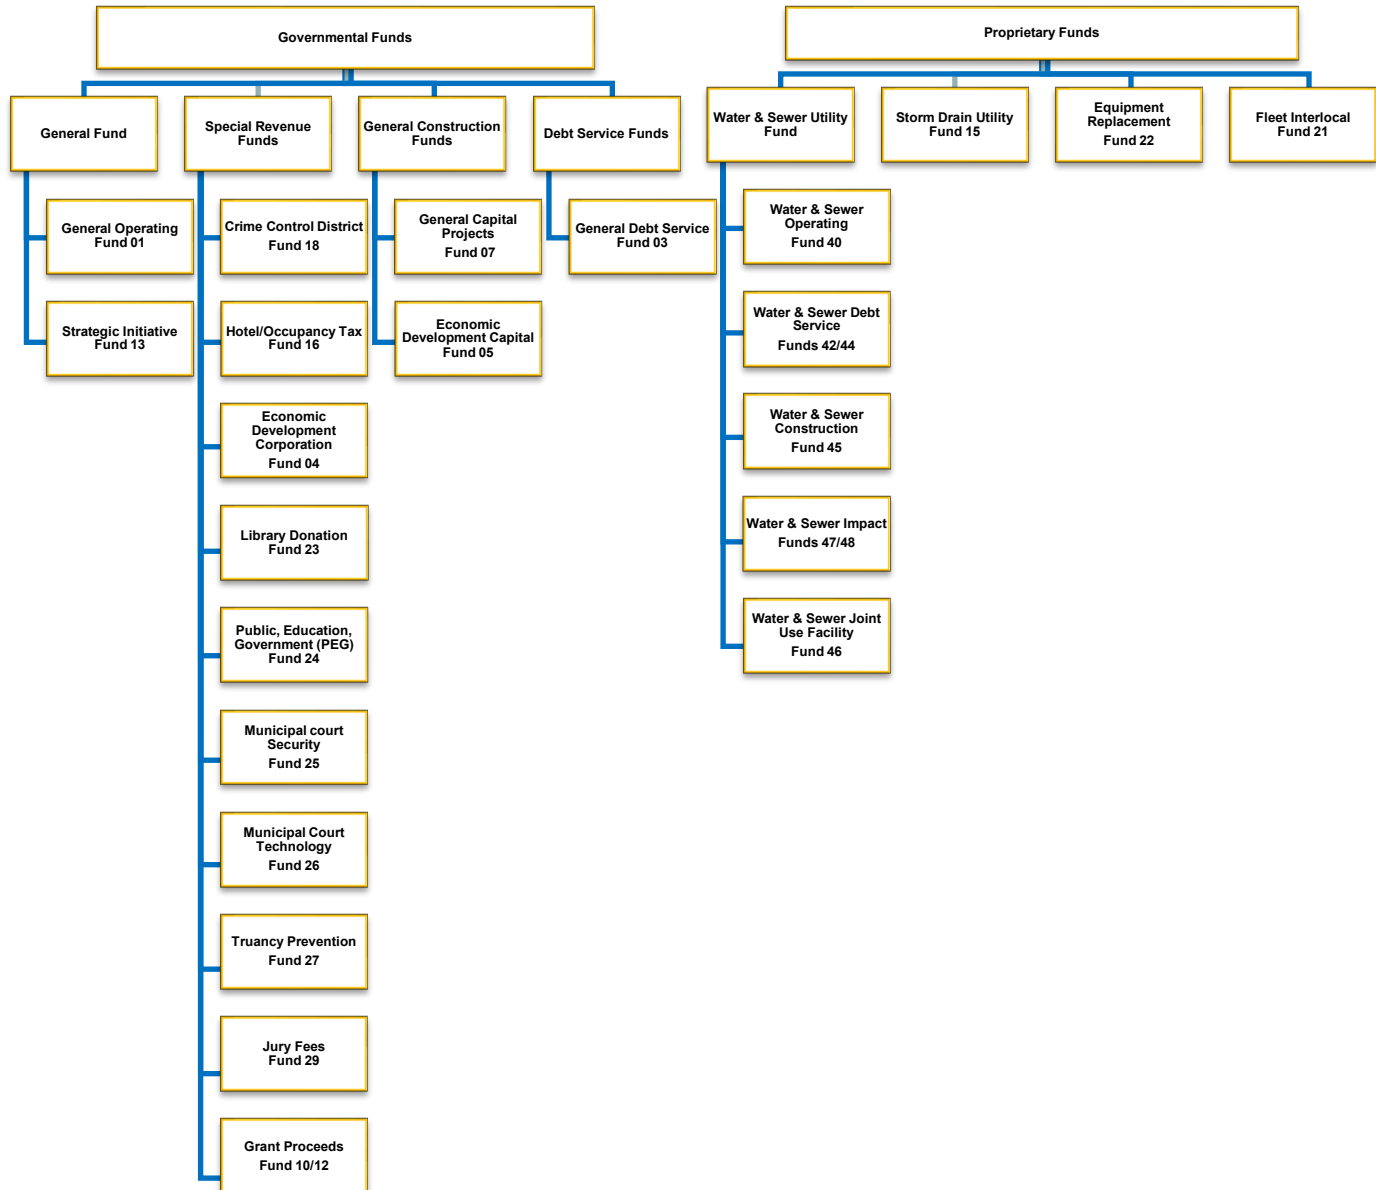 Governmental Funds
Proprietary Funds
General Fund
Special Revenue
Funds
General Construction
Funds
Debt Service Funds
Water & Sewer Utility
Fund
Storm Drain Utility
Fund 15
Equipment
Replacement
Fund 22
Fleet Interlocal
Fund 21
General Operating
Fund 01
Strategic Initiative
Fund 13
Crime Control District
Fund 18
Hotel/Occupancy Tax
Fund 16
Economic
Development
Corporation
Fund 04
Library Donation
Fund 23
Public, Education,
Government (PEG)
Fund 24
Municipal court
Security
Fund 25
Municipal Court
Technology
Fund 26
Truancy Prevention
Fund 27
Jury Fees
Fund 29
Grant Proceeds
Fund 10/12
General Capital
Projects
Fund 07
Economic
Development Capital
Fund 05
General Debt Service
Fund 03
Water & Sewer
Operating
Fund 40
Water & Sewer Debt
Service
Funds 42/44
Water & Sewer
Construction
Fund 45
Water & Sewer Impact
Funds 47/48
Water & Sewer Joint
Use Facility
Fund 46